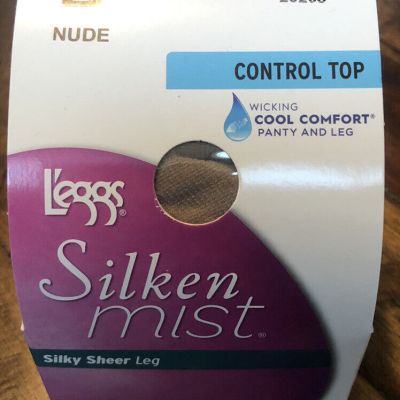 NUDE
CONTROL TOP
WICKING
COOL COMFORT®
PANTY AND LEG
L'eggs®
Silken
mist®
Silky Sheer Leg